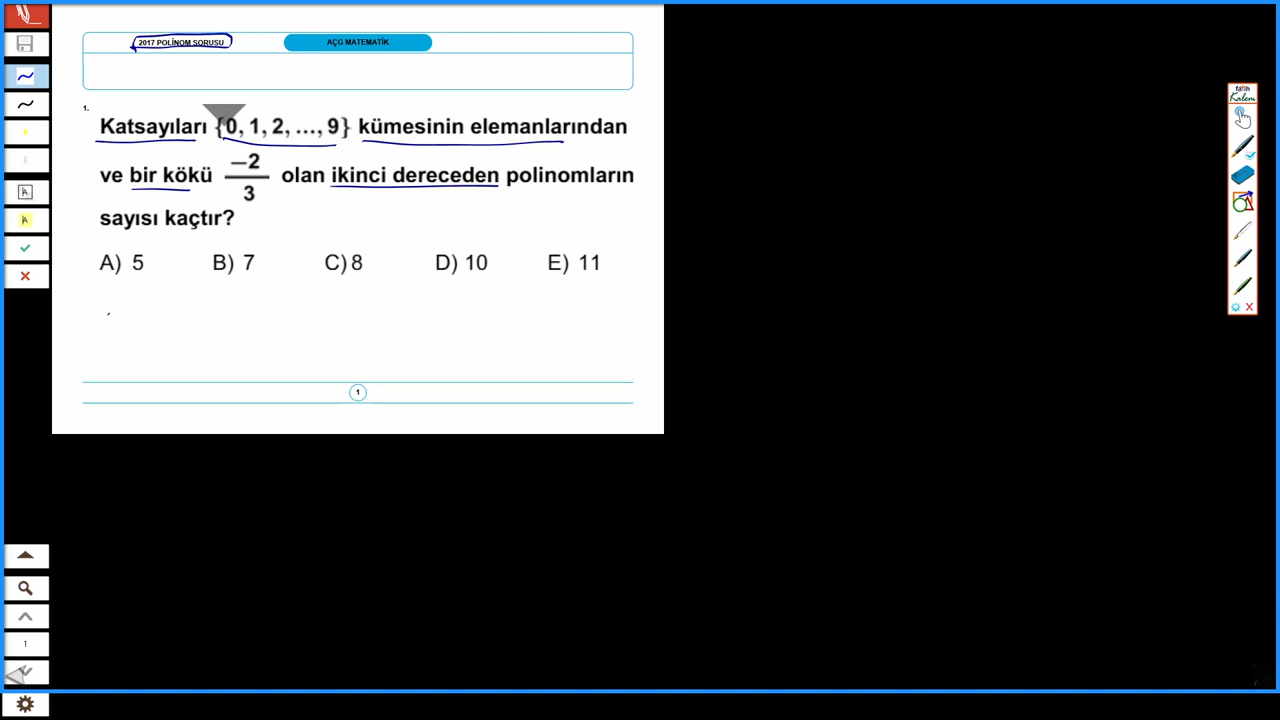 2017 POLİNOM SORUSU
AÇG MATEMATİK
1.
Katsayıları {0, 1, 2, ..., 9} kümesinin elemanlarından
ve bir kökü −2/3 olan ikinci dereceden polinomların
sayısı kaçtır?
A) 5 B) 7 C) 8 D) 10 E) 11
1
fatih
Kalem
A
A
1